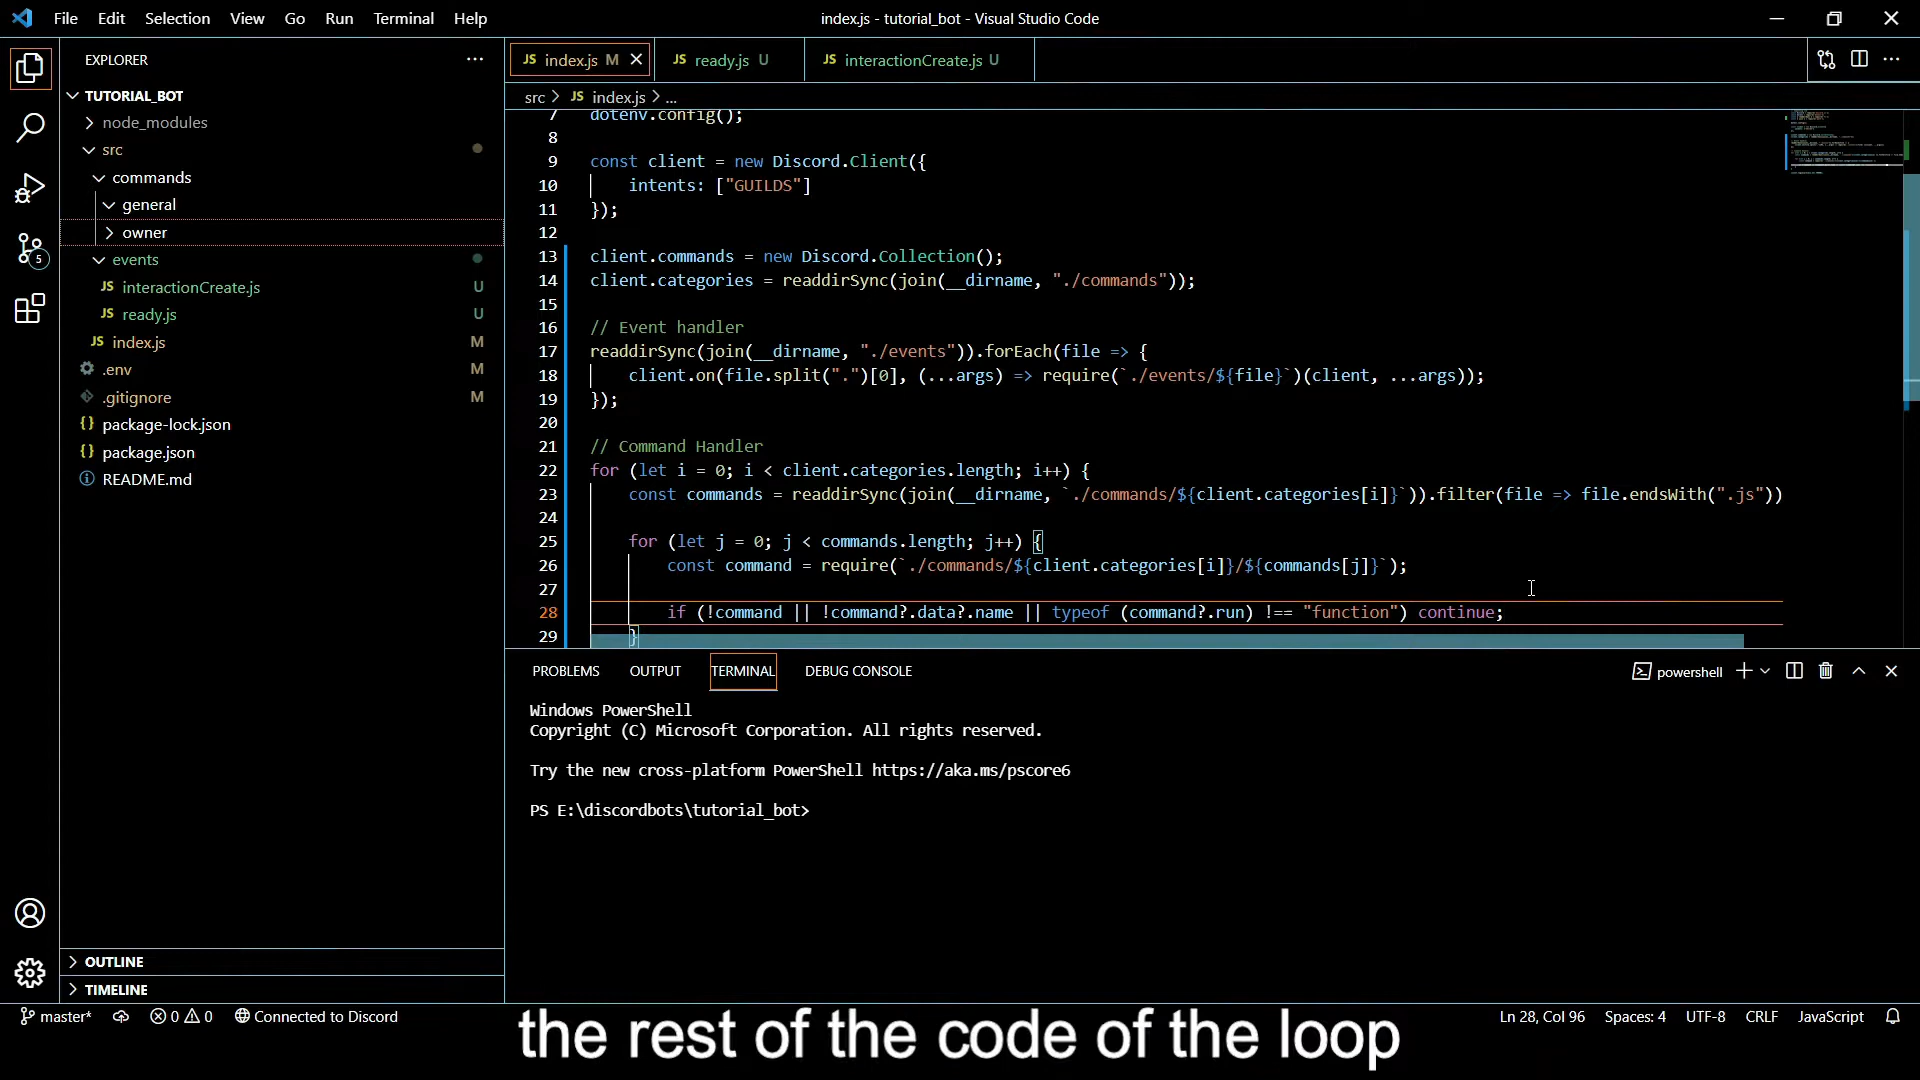 File Edit Selection View Go Run Terminal Help
index.js - tutorial_bot - Visual Studio Code
EXPLORER
TUTORIAL_BOT
node_modules
src
commands
general
owner
events
JS interactionCreate.js U
JS ready.js U
JS index.js M
.env M
.gitignore M
{} package-lock.json
{} package.json
README.md
OUTLINE
TIMELINE
5
JS index.js M
JS ready.js U
JS interactionCreate.js U
src > JS index.js > ...
7 dotenv.config();
8
9 const client = new Discord.Client({
10 intents: ["GUILDS"]
11 });
12
13 client.commands = new Discord.Collection();
14 client.categories = readdirSync(join(__dirname, "./commands"));
15
16 // Event handler
17 readdirSync(join(__dirname, "./events")).forEach(file => {
18 client.on(file.split(".")[0], (...args) => require(`./events/${file}`)(client, ...args));
19 });
20
21 // Command Handler
22 for (let i = 0; i < client.categories.length; i++) {
23 const commands = readdirSync(join(__dirname, `./commands/${client.categories[i]}`)).filter(file => file.endsWith(".js"))
24
25 for (let j = 0; j < commands.length; j++) {
26 const command = require(`./commands/${client.categories[i]}/${commands[j]}`);
27
28 if (!command || !command?.data?.name || typeof (command?.run) !== "function") continue;
29 }
PROBLEMS OUTPUT TERMINAL DEBUG CONSOLE
powershell
Windows PowerShell
Copyright (C) Microsoft Corporation. All rights reserved.
Try the new cross-platform PowerShell https://aka.ms/pscore6
PS E:\discordbots\tutorial_bot>
master* 0 0 Connected to Discord
Ln 28, Col 96 Spaces: 4 UTF-8 CRLF JavaScript
the rest of the code of the loop